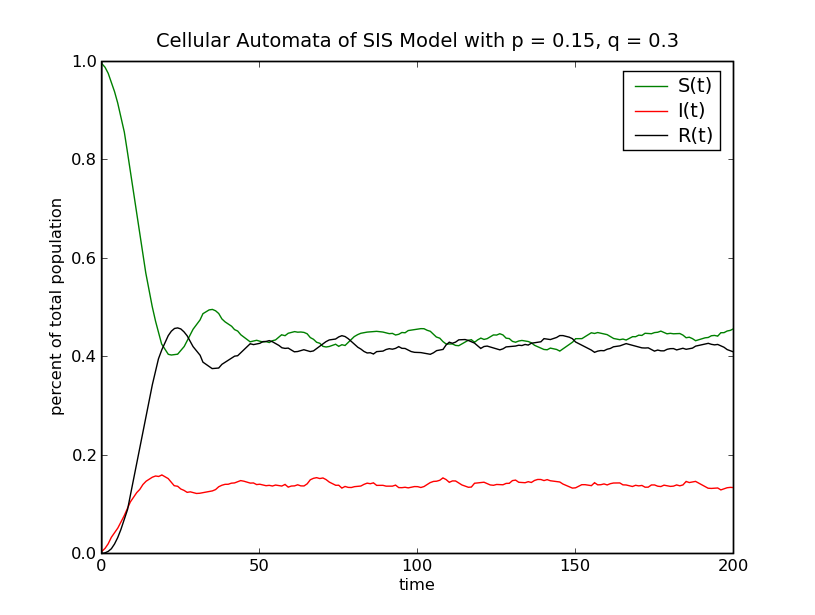 Cellular Automata of SIS Model with p = 0.15, q = 0.3
1.0
0.8
0.6
0.4
0.2
0.0
percent of total population
S(t)
I(t)
R(t)
0 50 100 150 200
time